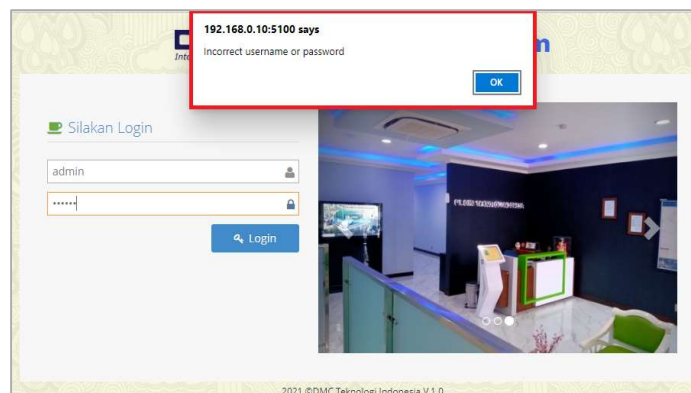 192.168.0.10:5100 says
Incorrect username or password
OK
Inte
m
Silakan Login
admin
Login
2021 ©DMC Teknologi Indonesia V.1.0